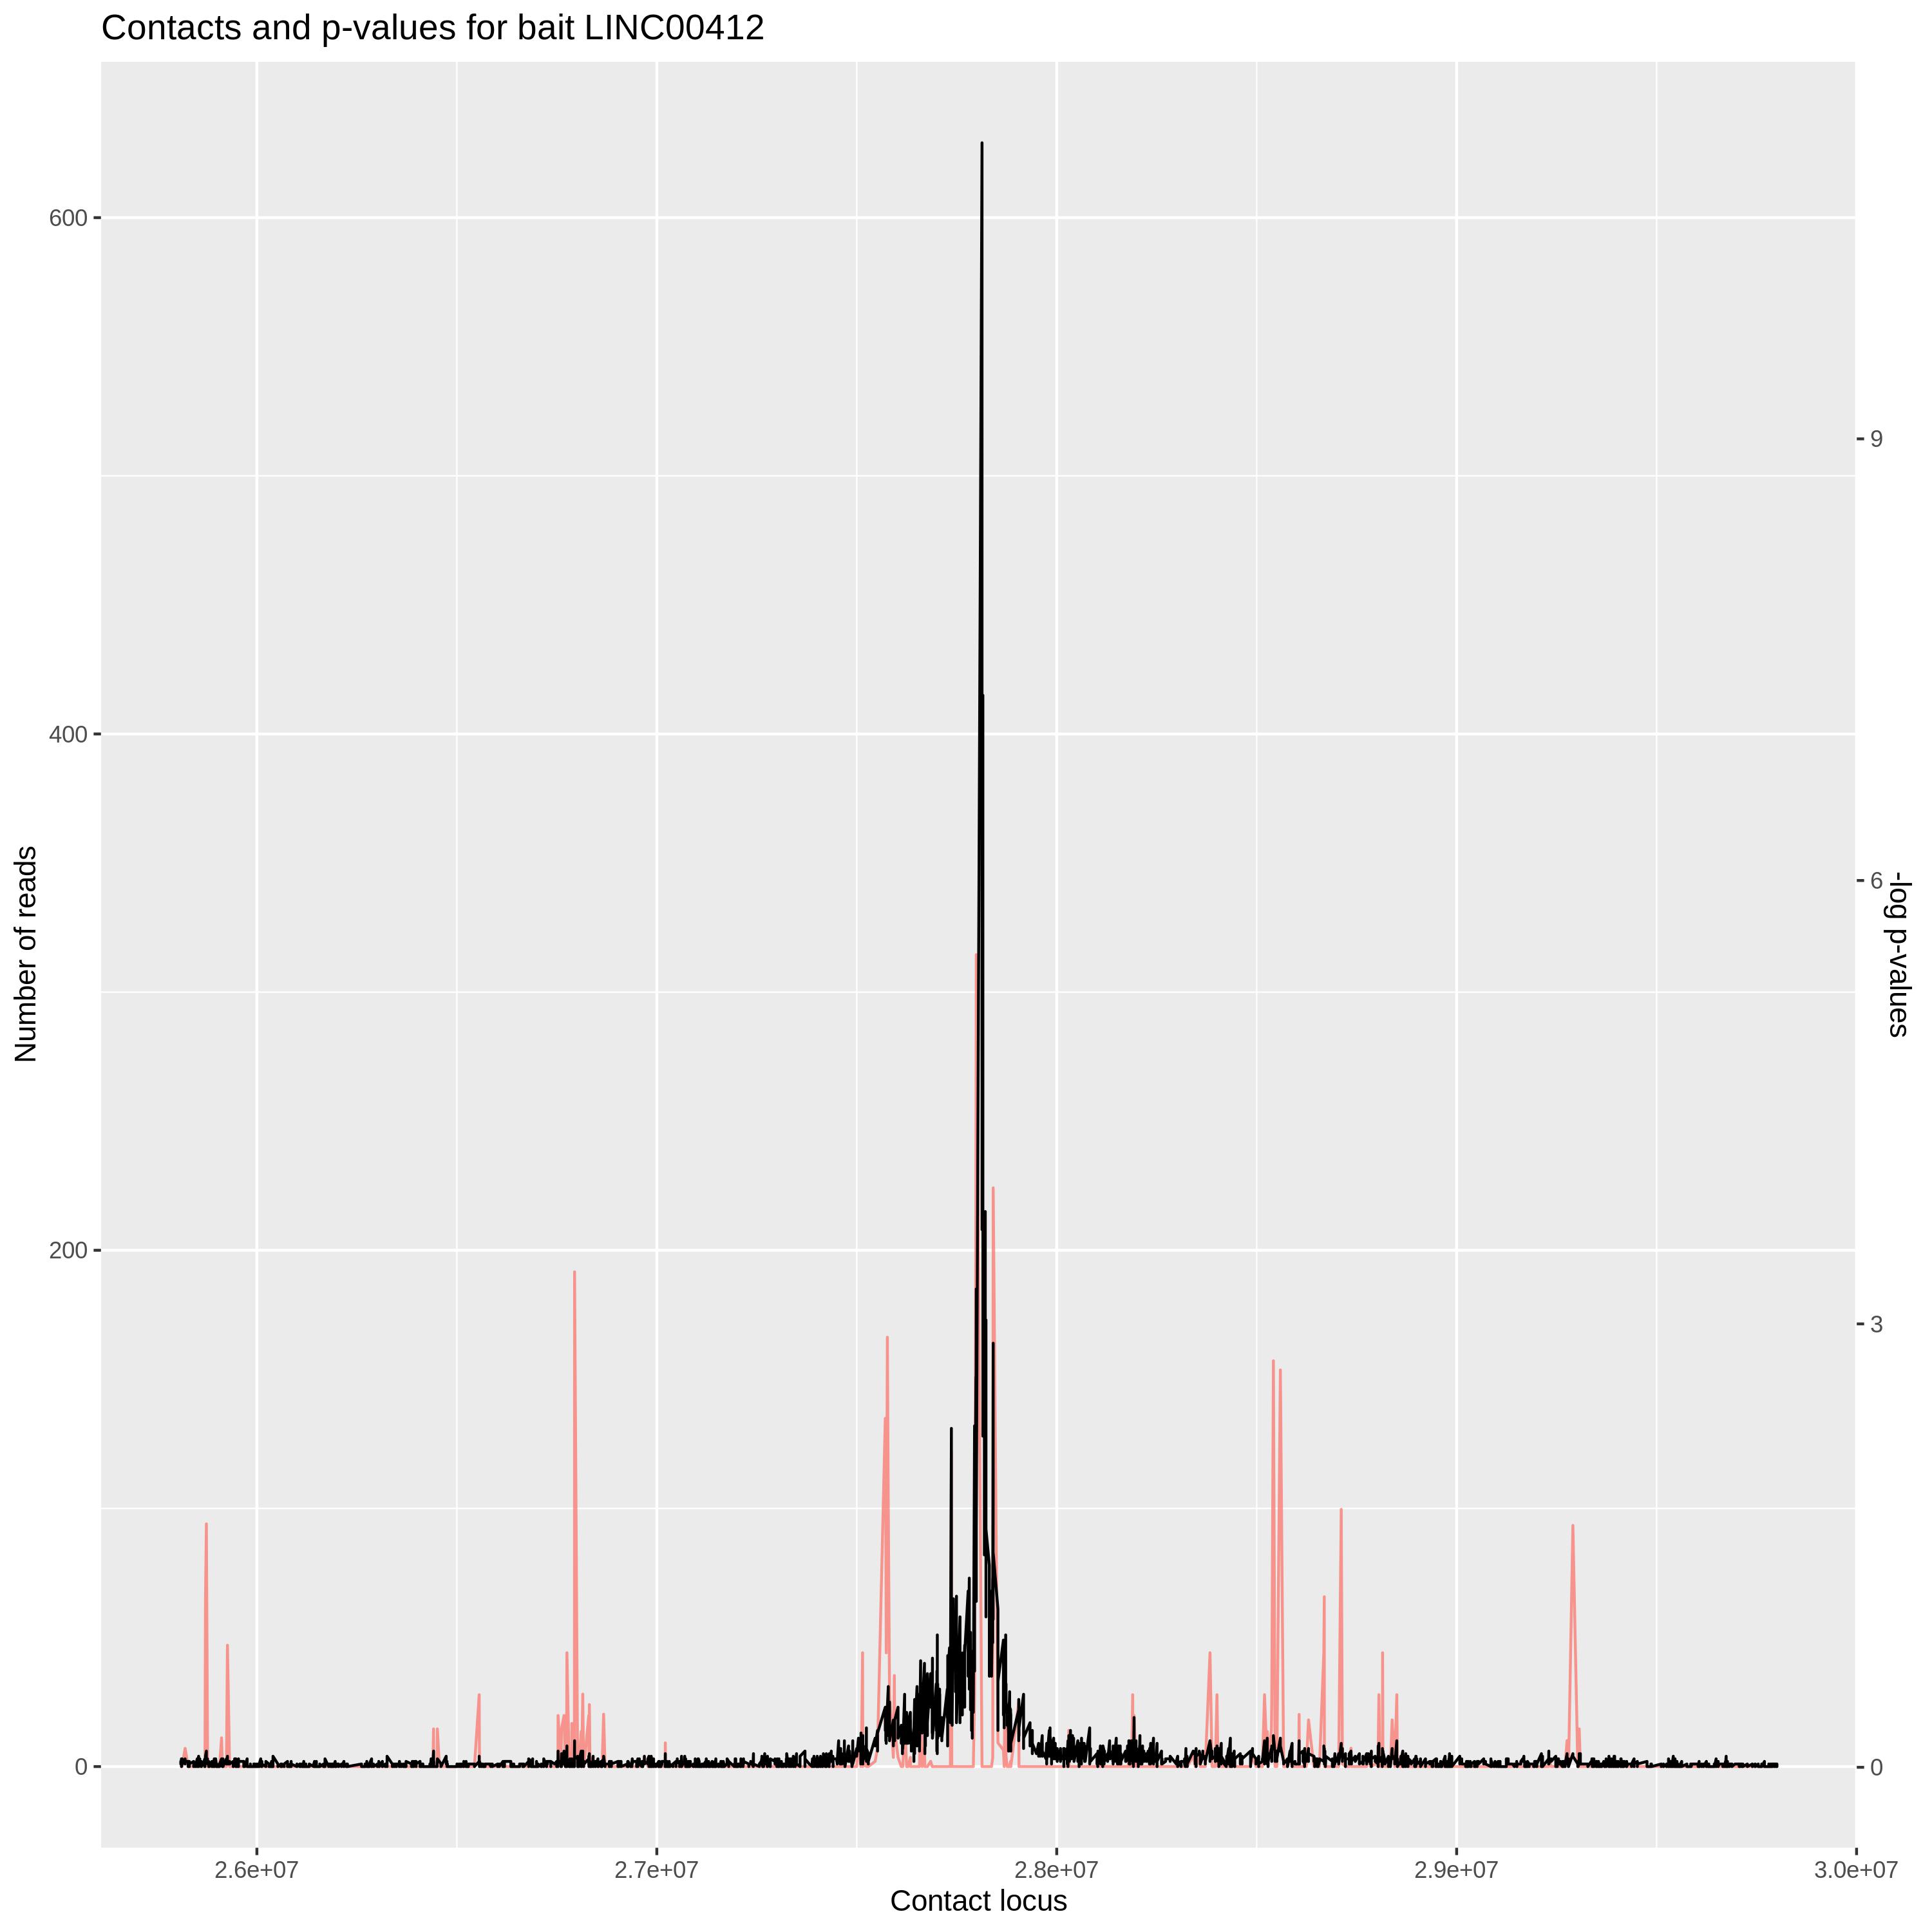 Contacts and p-values for bait LINC00412
600
400
200
0
Number of reads
9
6
3
0
-log p-values
2.6e+07
2.7e+07
2.8e+07
2.9e+07
3.0e+07
Contact locus